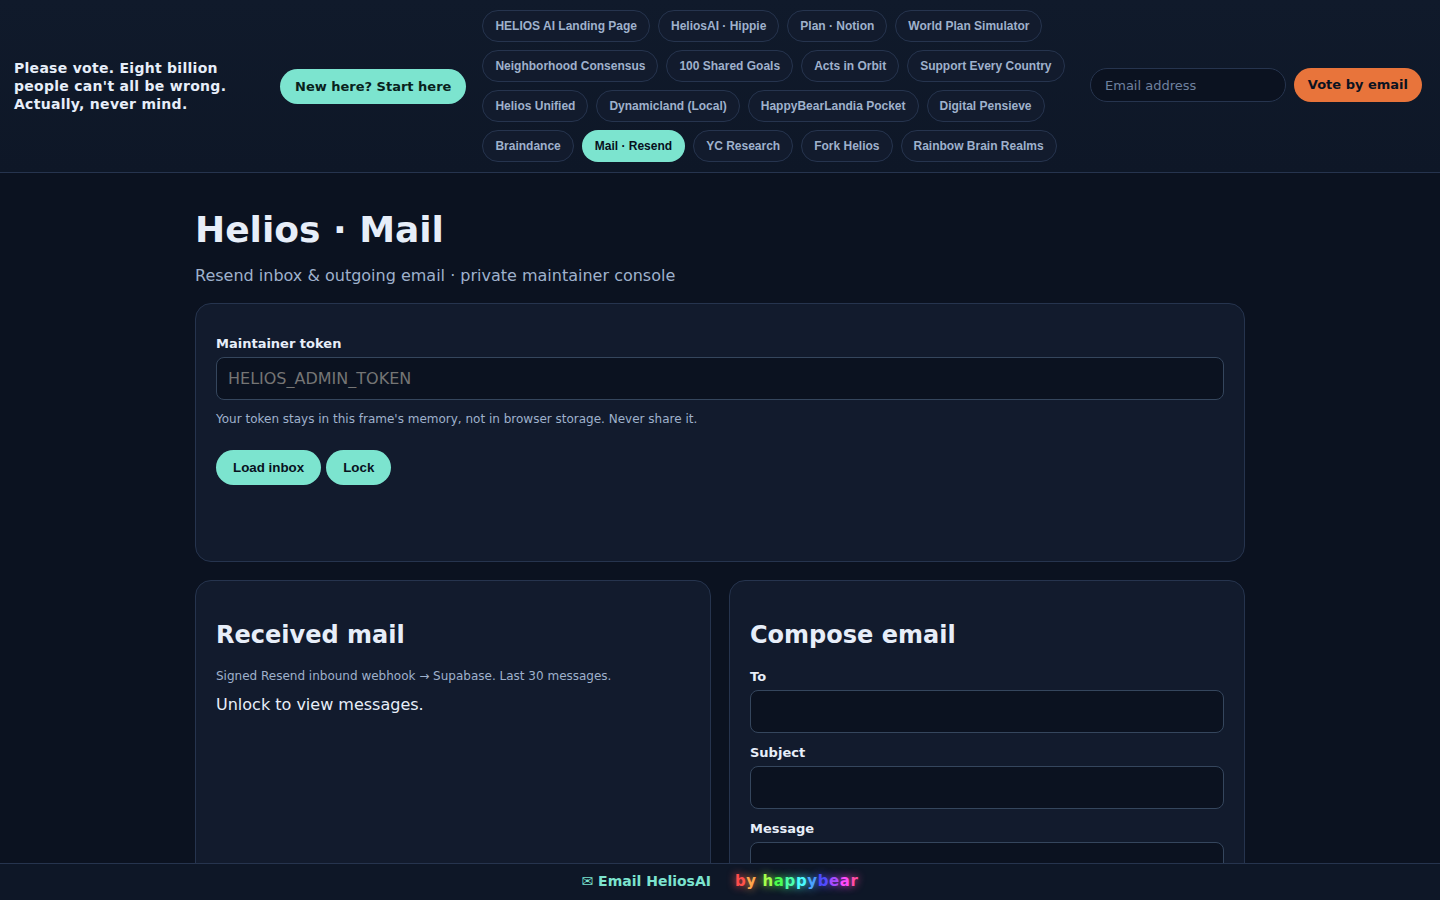 Please vote. Eight billion
people can't all be wrong.
Actually, never mind.
New here? Start here
HELIOS AI Landing Page
HeliosAI · Hippie
Plan · Notion
World Plan Simulator
Neighborhood Consensus
100 Shared Goals
Acts in Orbit
Support Every Country
Helios Unified
Dynamicland (Local)
HappyBearLandia Pocket
Digital Pensieve
Braindance
Mail · Resend
YC Research
Fork Helios
Rainbow Brain Realms
Email address
Vote by email
Helios · Mail
Resend inbox & outgoing email · private maintainer console
Maintainer token
HELIOS_ADMIN_TOKEN
Your token stays in this frame's memory, not in browser storage. Never share it.
Load inbox
Lock
Received mail
Signed Resend inbound webhook → Supabase. Last 30 messages.
Unlock to view messages.
Compose email
To
Subject
Message
✉ Email HeliosAI
by happybear